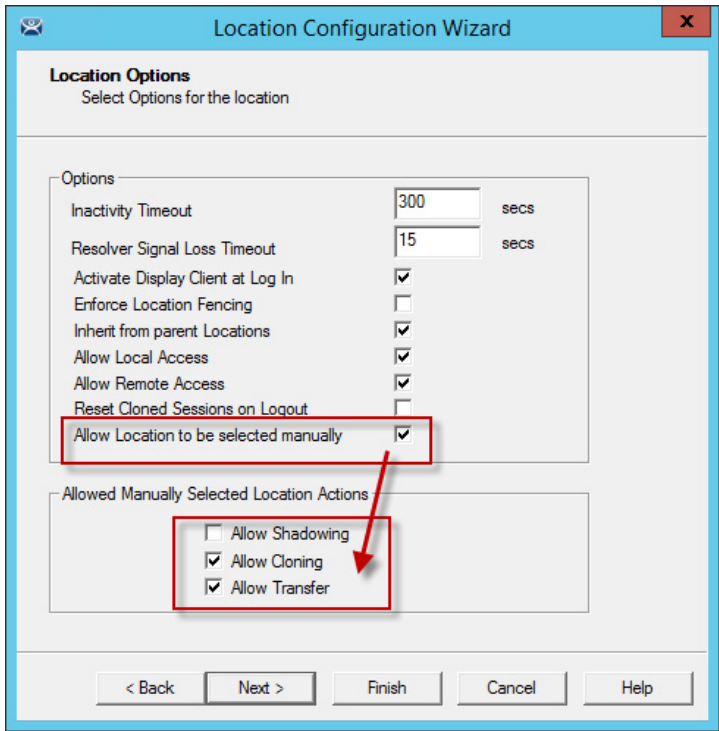 Location Configuration Wizard
x
Location Options
Select Options for the location
Options
Inactivity Timeout 300 secs
Resolver Signal Loss Timeout 15 secs
Activate Display Client at Log In
Enforce Location Fencing
Inherit from parent Locations
Allow Local Access
Allow Remote Access
Reset Cloned Sessions on Logout
Allow Location to be selected manually
Allowed Manually Selected Location Actions
Allow Shadowing
Allow Cloning
Allow Transfer
< Back Next > Finish Cancel Help